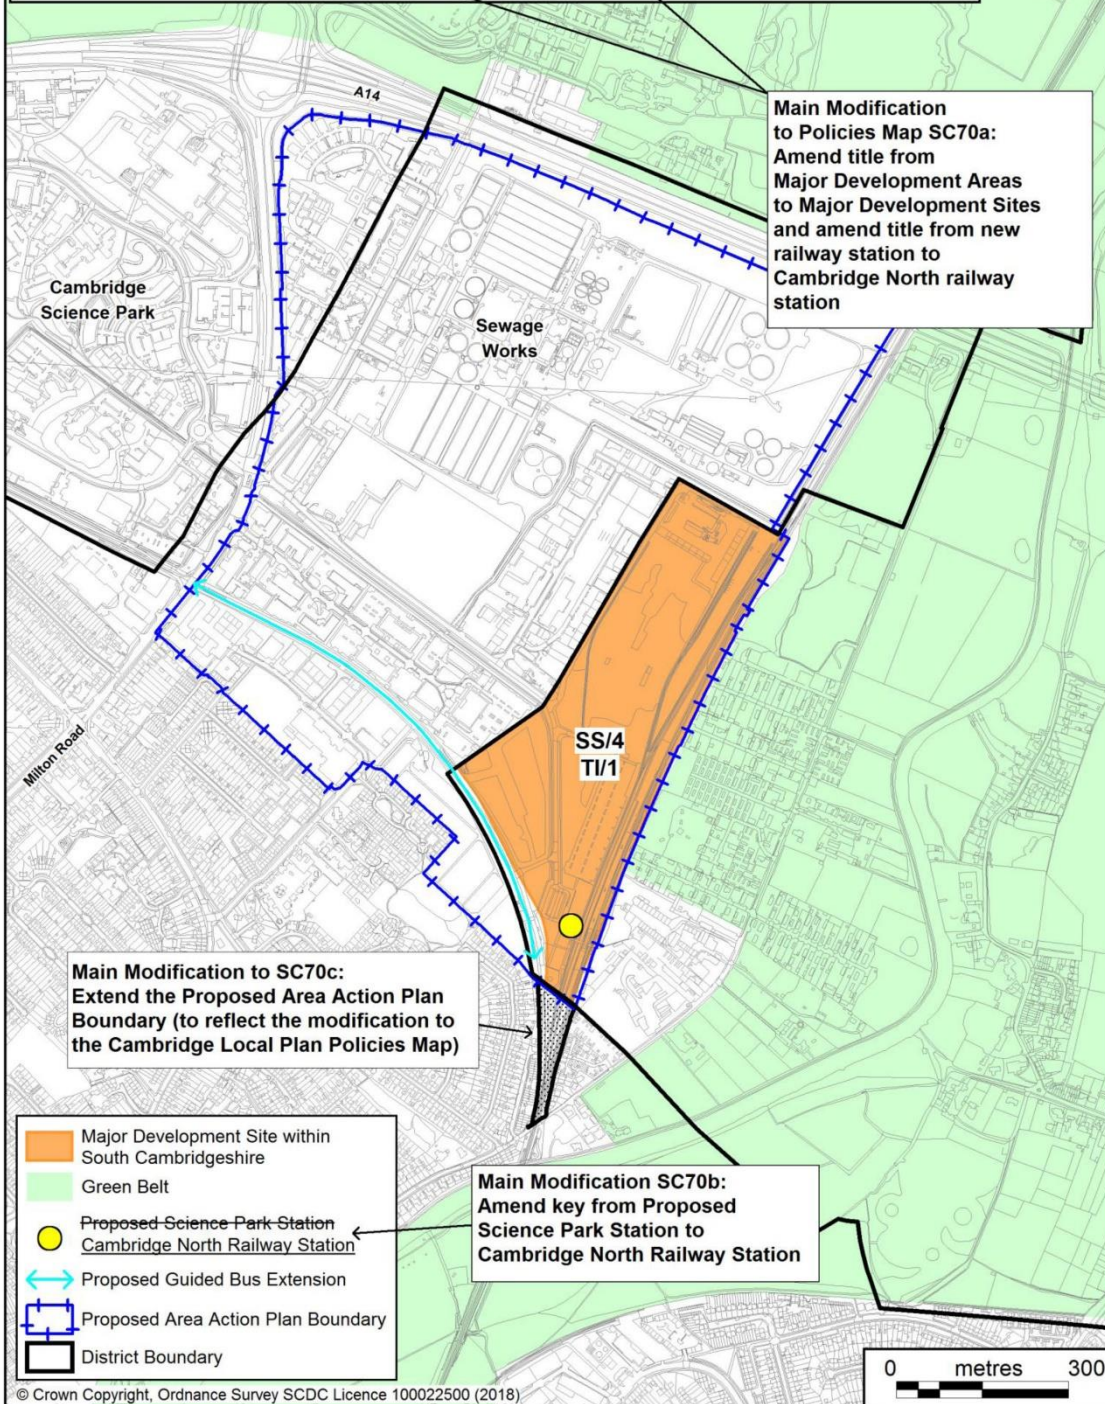 A14
Main Modification
to Policies Map SC70a:
Amend title from
Major Development Areas
to Major Development Sites
and amend title from new
railway station to
Cambridge North railway
station
Cambridge
Science Park
Sewage
Works
SS/4
TI/1
Milton Road
Main Modification to SC70c:
Extend the Proposed Area Action Plan
Boundary (to reflect the modification to
the Cambridge Local Plan Policies Map)
Major Development Site within
South Cambridgeshire
Green Belt
Proposed Science Park Station
Cambridge North Railway Station
Proposed Guided Bus Extension
Proposed Area Action Plan Boundary
District Boundary
Main Modification SC70b:
Amend key from Proposed
Science Park Station to
Cambridge North Railway Station
0 metres 300
© Crown Copyright, Ordnance Survey SCDC Licence 100022500 (2018)